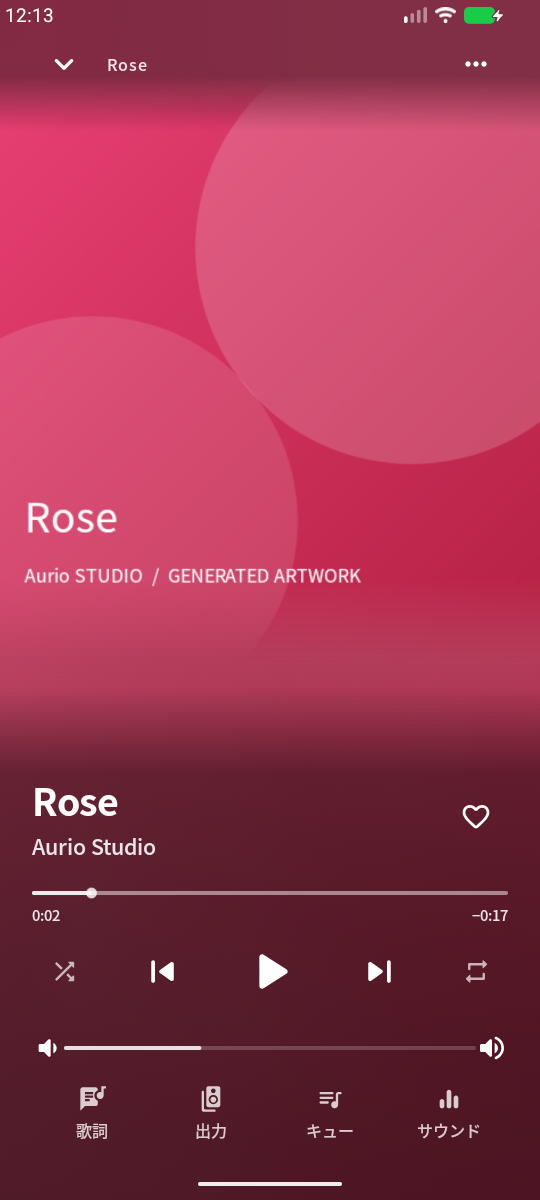 12:13
Rose
Rose
Aurio STUDIO / GENERATED ARTWORK
Rose
Aurio Studio
0:02
−0:17
歌詞
出力
キュー
サウンド